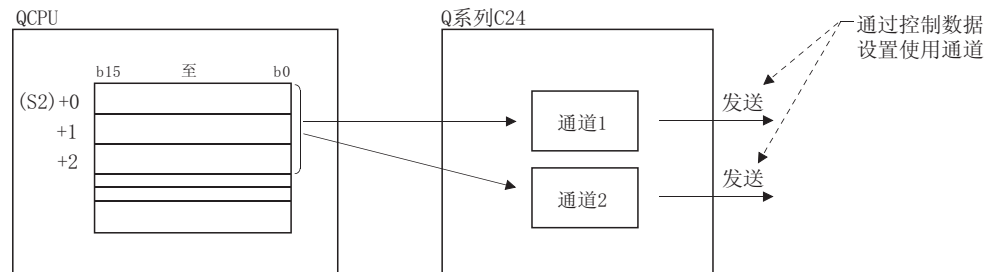 QCPU
Q系列C24
通过控制数据
设置使用通道
b15 至 b0
(S2)+0
+1
+2
通道1
发送
通道2
发送